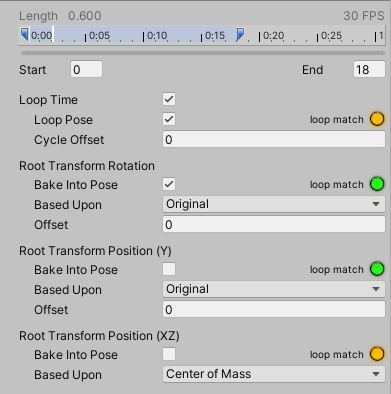 Length 0.600 30 FPS
0:00 0:05 0:10 0:15 0:20 0:25 1
Start 0 End 18
Loop Time
Loop Pose loop match
Cycle Offset 0
Root Transform Rotation
Bake Into Pose loop match
Based Upon Original
Offset 0
Root Transform Position (Y)
Bake Into Pose loop match
Based Upon Original
Offset 0
Root Transform Position (XZ)
Bake Into Pose loop match
Based Upon Center of Mass